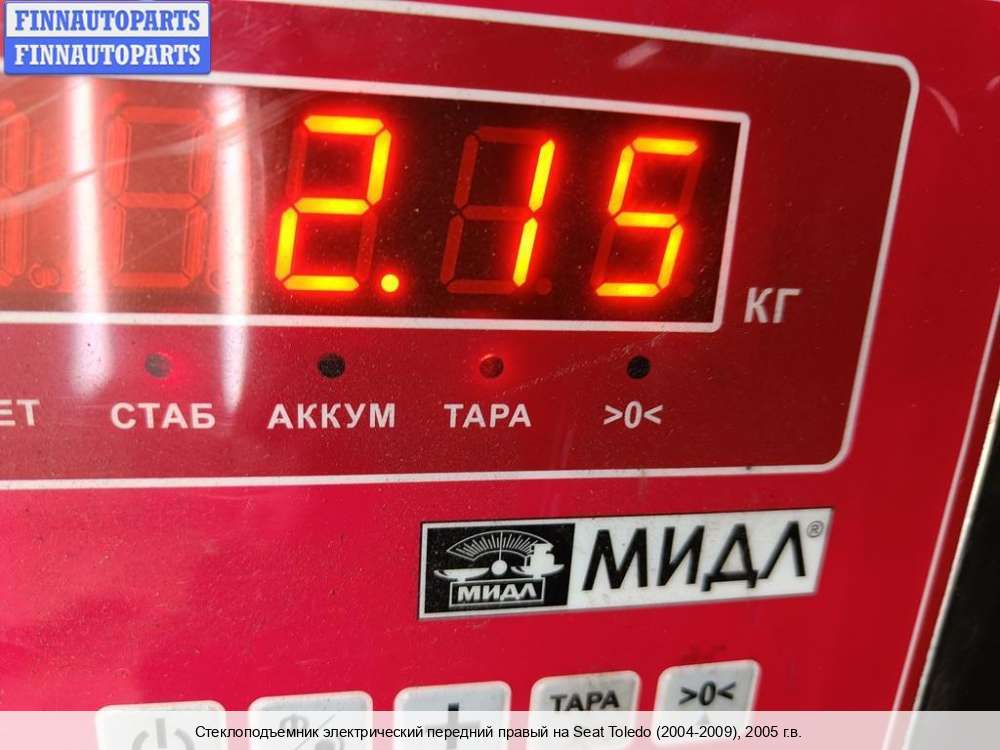 FINNAUTOPARTS
FINNAUTOPARTS
2.15
КГ
СТАБ АККУМ ТАРА >0<
МИДЛ МИДЛ®
ТАРА >0<
Стеклоподъемник электрический передний правый на Seat Toledo (2004-2009), 2005 г.в.